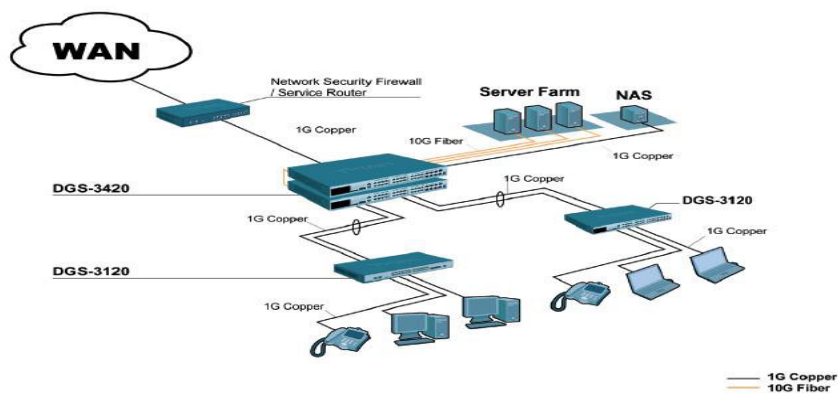 WAN
Network Security Firewall
/ Service Router
1G Copper
Server Farm
NAS
10G Fiber
1G Copper
DGS-3420
1G Copper
1G Copper
DGS-3120
1G Copper
DGS-3120
1G Copper
1G Copper
10G Fiber